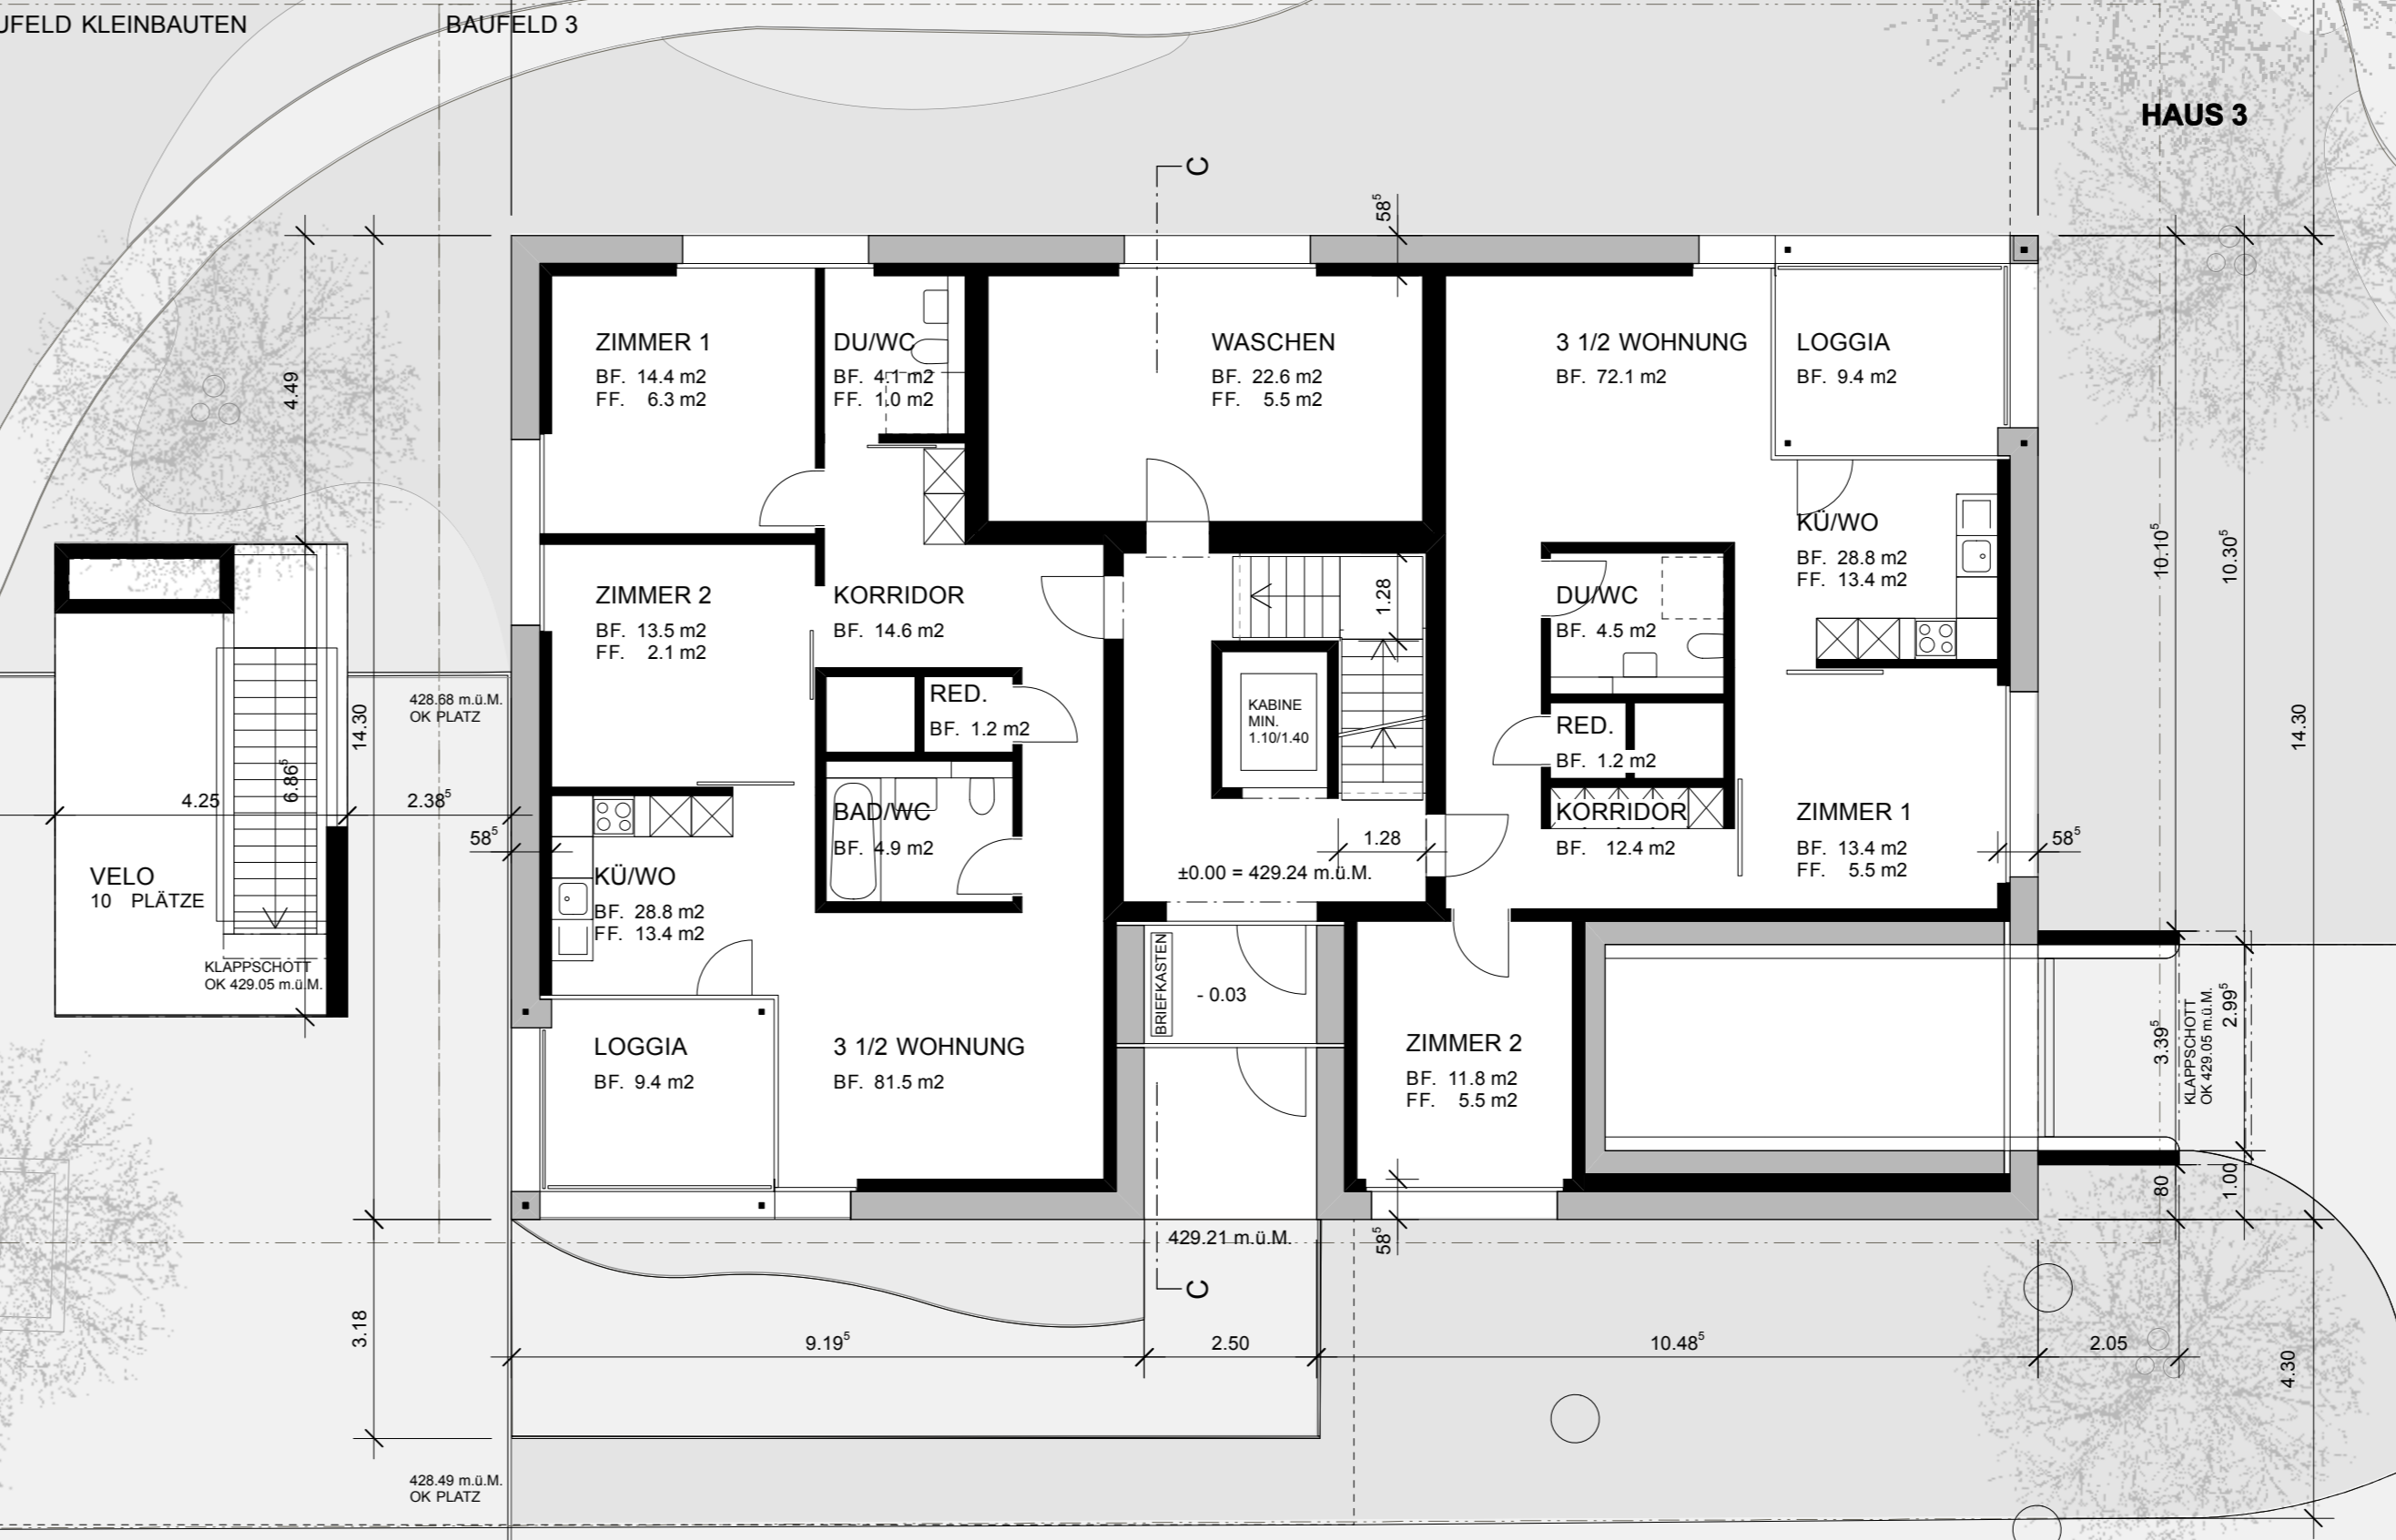 UFELD KLEINBAUTEN
BAUFELD 3
HAUS 3
C
58⁵
ZIMMER 1
BF. 14.4 m2
FF. 6.3 m2
DU/WC
BF. 4.1 m2
FF. 1.0 m2
WASCHEN
BF. 22.6 m2
FF. 5.5 m2
3 1/2 WOHNUNG
BF. 72.1 m2
LOGGIA
BF. 9.4 m2
4.49
KÜ/WO
BF. 28.8 m2
FF. 13.4 m2
10.10⁵
10.30⁵
ZIMMER 2
BF. 13.5 m2
FF. 2.1 m2
KORRIDOR
BF. 14.6 m2
1.28
DU/WC
BF. 4.5 m2
428.68 m.ü.M.
OK PLATZ
14.30
RED.
BF. 1.2 m2
KABINE
MIN.
1.10/1.40
RED.
BF. 1.2 m2
14.30
4.25
6.86⁵
2.38⁵
58⁵
BAD/WC
BF. 4.9 m2
1.28
KORRIDOR
BF. 12.4 m2
ZIMMER 1
BF. 13.4 m2
FF. 5.5 m2
58⁵
VELO
10 PLÄTZE
KÜ/WO
BF. 28.8 m2
FF. 13.4 m2
±0.00 = 429.24 m.ü.M.
KLAPPSCHOTT
OK 429.05 m.ü.M.
BRIEFKASTEN
- 0.03
LOGGIA
BF. 9.4 m2
3 1/2 WOHNUNG
BF. 81.5 m2
ZIMMER 2
BF. 11.8 m2
FF. 5.5 m2
3.39⁵
KLAPPSCHOTT
OK 429.05 m.ü.M.
2.99⁵
80
1.00
429.21 m.ü.M.
58⁵
C
3.18
9.19⁵
2.50
10.48⁵
2.05
4.30
428.49 m.ü.M.
OK PLATZ